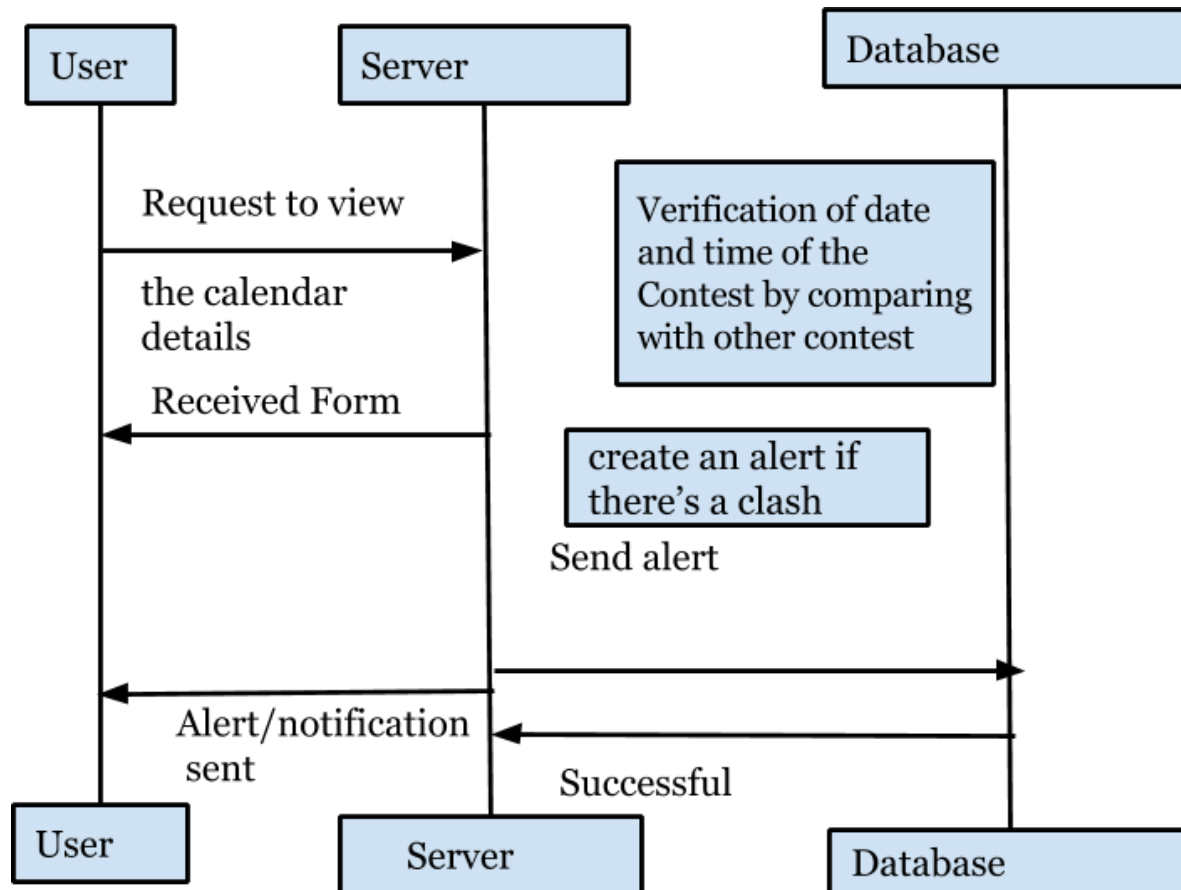 User
Server
Database
Request to view
the calendar
details
Verification of date
and time of the
Contest by comparing
with other contest
Received Form
create an alert if
there’s a clash
Send alert
Alert/notification
sent
Successful
User
Server
Database